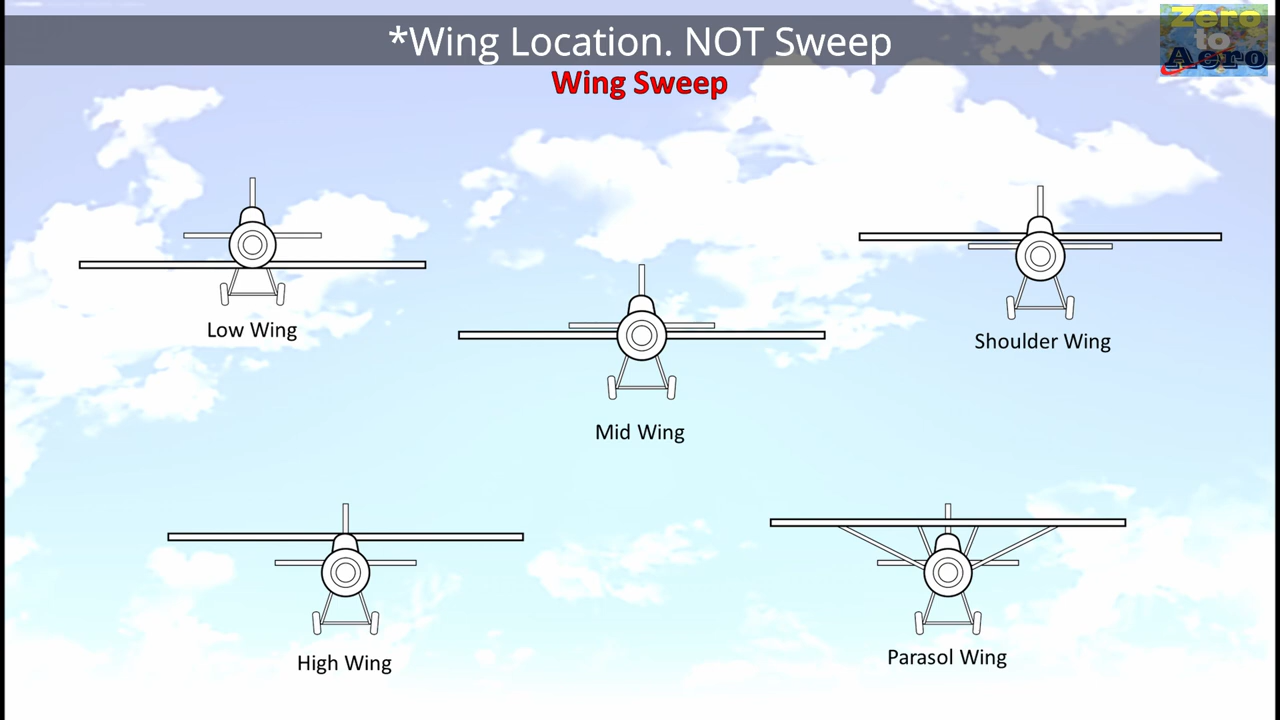 *Wing Location. NOT Sweep
Zero
to
Aero
Wing Sweep
Low Wing
Shoulder Wing
Mid Wing
High Wing
Parasol Wing